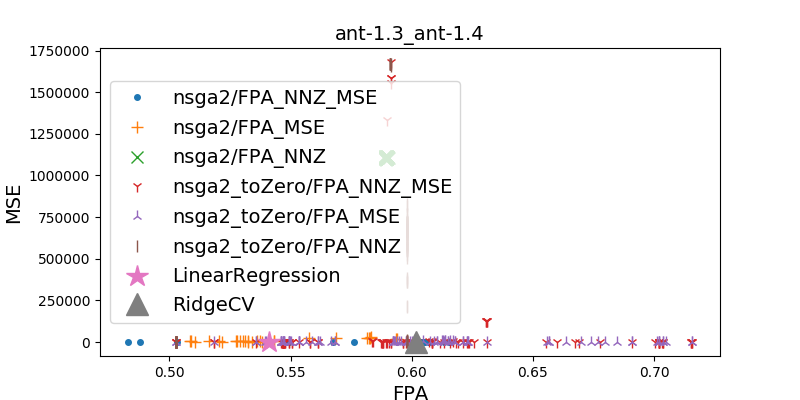 ant-1.3_ant-1.4
1750000
1500000
1250000
1000000
750000
500000
250000
0
MSE
nsga2/FPA_NNZ_MSE
nsga2/FPA_MSE
nsga2/FPA_NNZ
nsga2_toZero/FPA_NNZ_MSE
nsga2_toZero/FPA_MSE
nsga2_toZero/FPA_NNZ
LinearRegression
RidgeCV
0.50 0.55 0.60 0.65 0.70
FPA